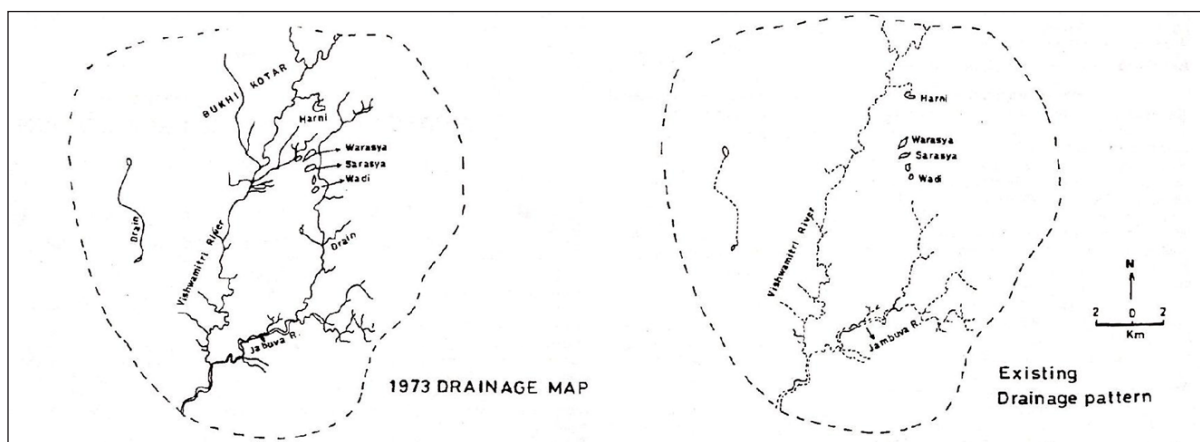 BUKHI KOTAR
Harni
Warasya
Sarasya
Wadi
Drain
Vishwamitri River
Drain
Jabuva R.
1973 DRAINAGE MAP
Harni
Warasya
Sarasya
Wadi
Vishwamitri River
Jambuva R.
N
2 0 2
Km
Existing
Drainage pattern